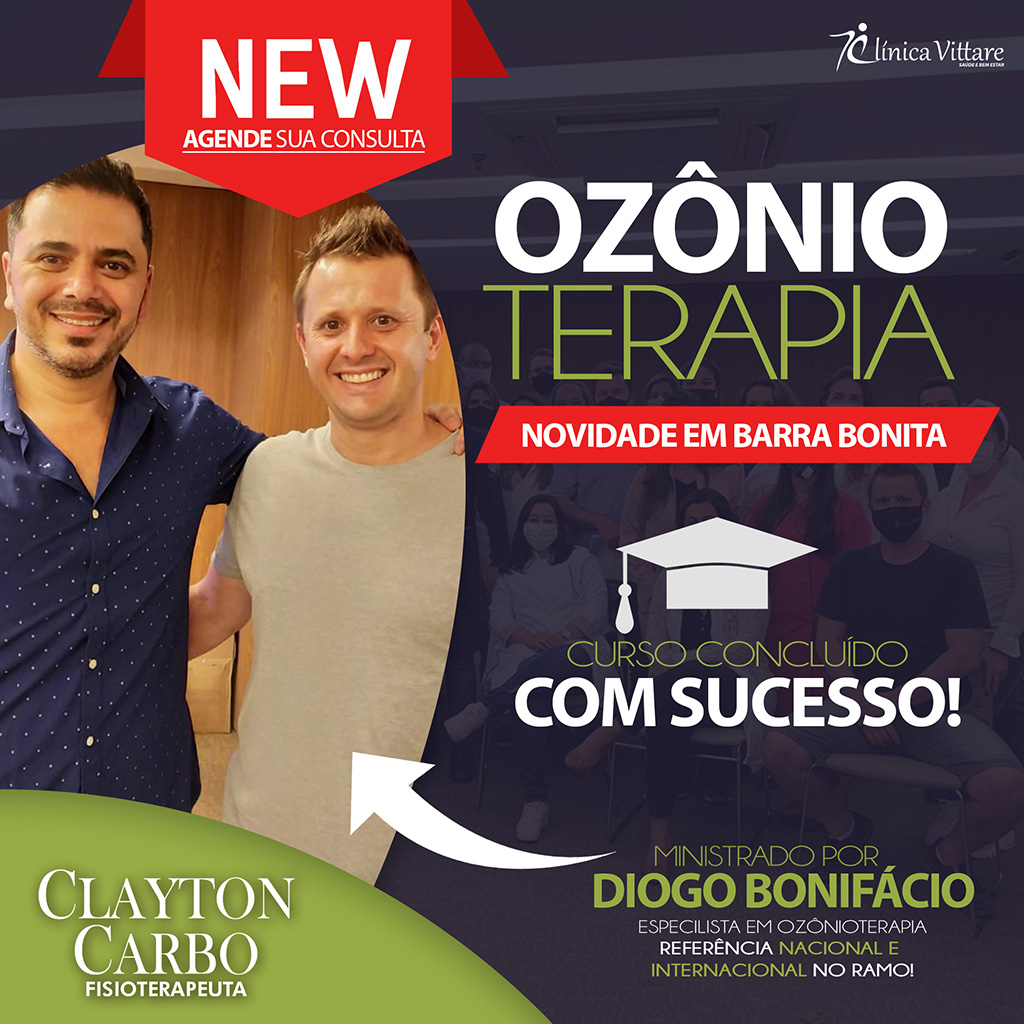 NEW
AGENDE SUA CONSULTA
Clínica Vittare
SAÚDE E BEM ESTAR
OZÔNIO
TERAPIA
NOVIDADE EM BARRA BONITA
CURSO CONCLUÍDO
COM SUCESSO!
MINISTRADO POR
DIOGO BONIFÁCIO
ESPECILISTA EM OZÔNIOTERAPIA
REFERÊNCIA NACIONAL E
INTERNACIONAL NO RAMO!
CLAYTON
CARBO
FISIOTERAPEUTA